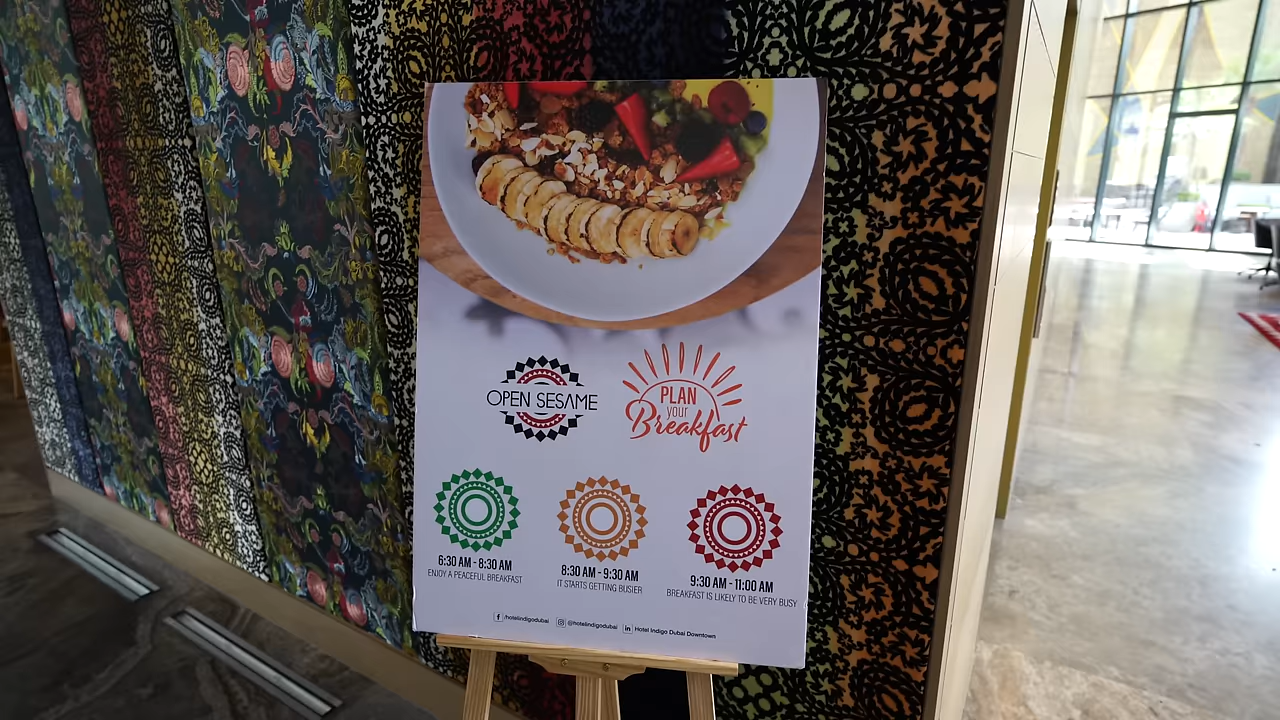 OPEN SESAME
PLAN
your
Breakfast
6:30 AM - 8:30 AM
ENJOY A PEACEFUL BREAKFAST
8:30 AM - 9:30 AM
IT STARTS GETTING BUSIER
9:30 AM - 11:00 AM
BREAKFAST IS LIKELY TO BE VERY BUSY
/hotelindigodubai
@hotelindigodubai
Hotel Indigo Dubai Downtown